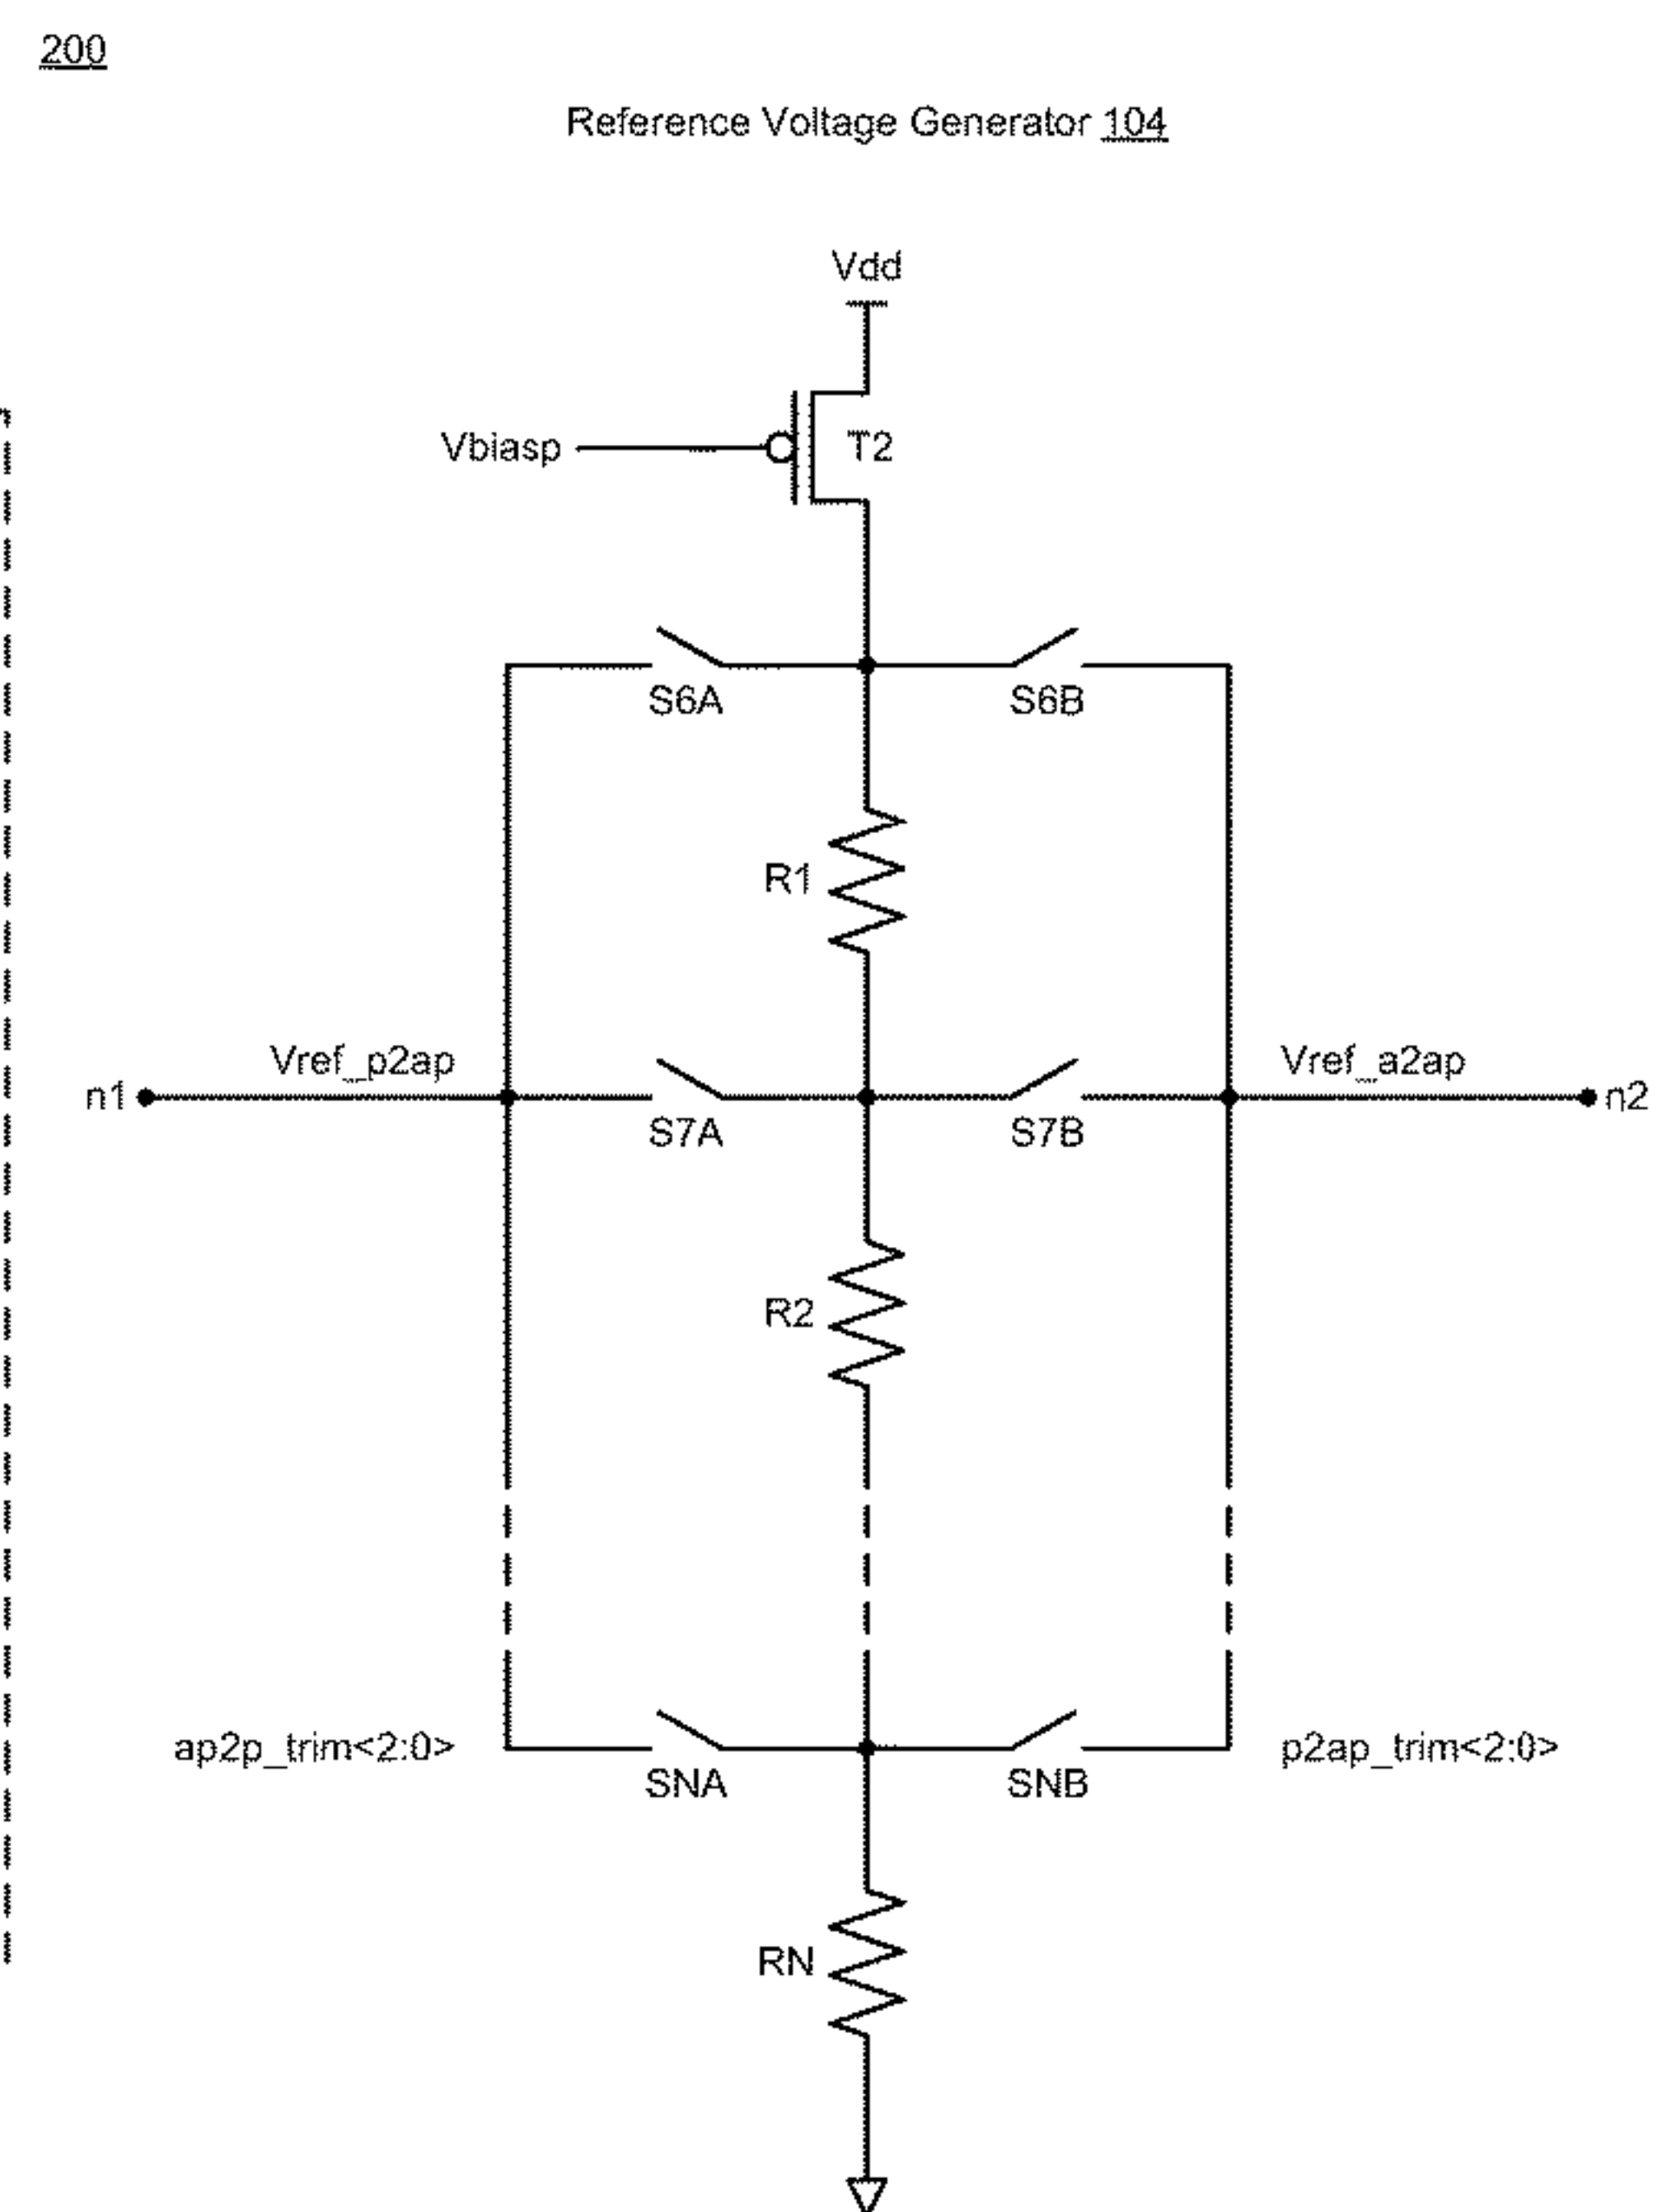 200
Reference Voltage Generator 104
Vdd
Vbiasp
T2
S6A
S6B
R1
Vref_p2ap
Vref_a2ap
n1
n2
S7A
S7B
R2
ap2p_trim<2:0>
p2ap_trim<2:0>
SNA
SNB
RN